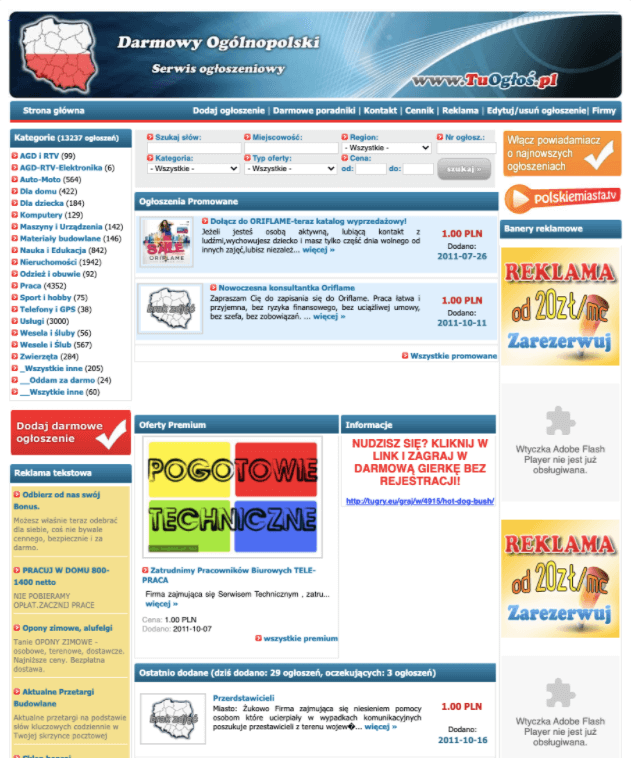 Darmowy Ogólnopolski
Serwis ogłoszeniowy
www.TuOgłoś.pl
Strona główna
Dodaj ogłoszenie | Darmowe poradniki | Kontakt | Cennik | Reklama | Edytuj/usuń ogłoszenie| Firmy
Kategorie (13237 ogłoszeń)
AGD i RTV (99)
AGD-RTV-Elektronika (6)
Auto-Moto (564)
Dla domu (422)
Dla dziecka (184)
Komputery (129)
Maszyny i Urządzenia (142)
Materiały budowlane (146)
Nauka i Edukacja (842)
Nieruchomości (1942)
Odzież i obuwie (92)
Praca (4352)
Sport i hobby (75)
Telefony i GPS (38)
Usługi (3000)
Wesela i śluby (56)
Wesele i Ślub (567)
Zwierzęta (284)
_Wszystkie inne (205)
__Oddam za darmo (24)
__Wszytkie inne (60)
Dodaj darmowe
ogłoszenie
Reklama tekstowa
Odbierz od nas swój
Bonus.
Możesz właśnie teraz odebrać
dla siebie, coś nie bywale
cennego, bezpiecznie i za
darmo.
PRACUJ W DOMU 800-
1400 netto
NIE POBIERAMY
OPŁAT.ZACZNIJ PRACE
Opony zimowe, alufelgi
Tanie OPONY ZIMOWE -
osobowe, terenowe, dostawcze.
Najniższe ceny. Bezpłatna
dostawa.
Aktualne Przetargi
Budowlane
Aktualne przetargi na podstawie
słów kluczowych codziennie w
Twojej skrzynce pocztowej
Szukaj słów:
Miejscowość:
Region:
Nr ogłosz.:
- Wszystkie -
Kategoria:
Typ oferty:
Cena:
- Wszystkie -
- Wszystkie -
od:
do:
szukaj
Ogłoszenia Promowane
SALE
ORIFLAME
Dołącz do ORIFLAME-teraz katalog wyprzedażowy!
Jeżeli jesteś osobą aktywną, lubiącą kontakt z
ludźmi,wychowujesz dziecko i masz tylko część dnia wolnego od
innych zajęć,lubisz niezależ... więcej »
1.00 PLN
Dodano:
2011-07-26
brak zdjęć
Nowoczesna konsultantka Oriflame
Zapraszam Cię do zapisania się do Oriflame. Praca łatwa i
przyjemna, bez ryzyka finansowego, bez uciążliwej umowy,
bez szefa, bez zobowiązań. ... więcej »
1.00 PLN
Dodano:
2011-10-11
Wszystkie promowane
Oferty Premium
POGOTOWIE
TECHNICZNE
Zatrudnimy Pracowników Biurowych TELE-
PRACA
Firma zajmująca się Serwisem Technicznym , zatru...
więcej »
Cena: 1.00 PLN
Dodano: 2011-10-07
wszystkie premium
Informacje
NUDZISZ SIĘ? KLIKNIJ W
LINK I ZAGRAJ W
DARMOWĄ GIERKĘ BEZ
REJESTRACJI!
http://tugry.eu/graj/w/4915/hot-dog-bush/
Ostatnio dodane (dziś dodano: 29 ogłoszeń, oczekujących: 3 ogłoszeń)
brak zdjęć
Przerdstawicieli
Miasto: Żukowo Firma zajmująca się niesieniem pomocy
osobom które ucierpiały w wypadkach komunikacyjnych
poszukuje przestawicieli z terenu wojew�... więcej »
1.00 PLN
Dodano:
2011-10-16
Włącz powiadamiacz
o najnowszych
ogłoszeniach
polskiemiasta.tv
Banery reklamowe
REKLAMA
od 20zł/mc
Zarezerwuj
Wtyczka Adobe Flash
Player nie jest już
obsługiwana.
REKLAMA
od 20zł/mc
Zarezerwuj
Wtyczka Adobe Flash
Player nie jest już
obsługiwana.